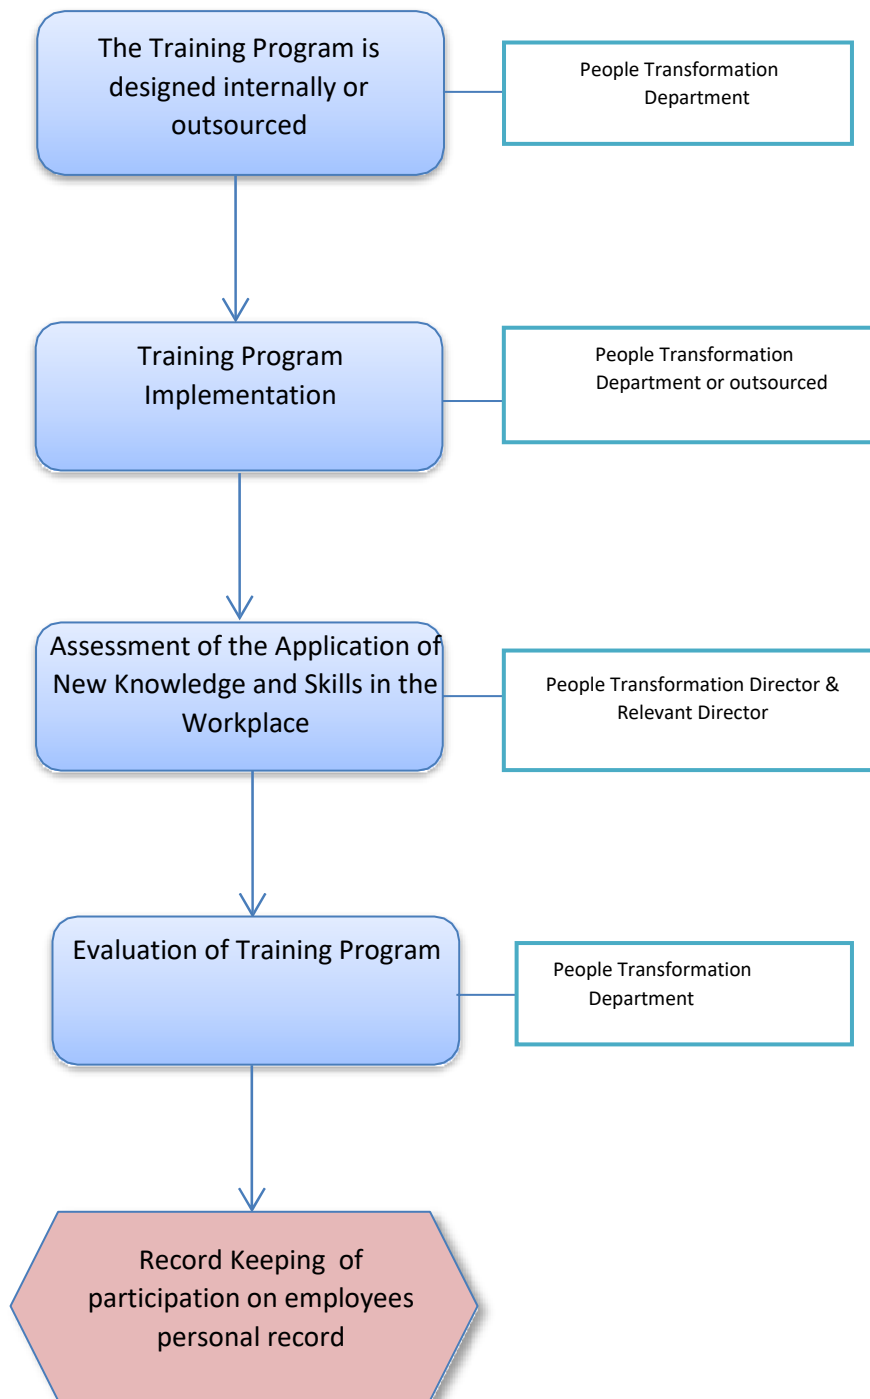 The Training Program is
designed internally or
outsourced
People Transformation
Department
Training Program
Implementation
People Transformation
Department or outsourced
Assessment of the Application of
New Knowledge and Skills in the
Workplace
People Transformation Director &
Relevant Director
Evaluation of Training Program
People Transformation
Department
Record Keeping of
participation on employees
personal record